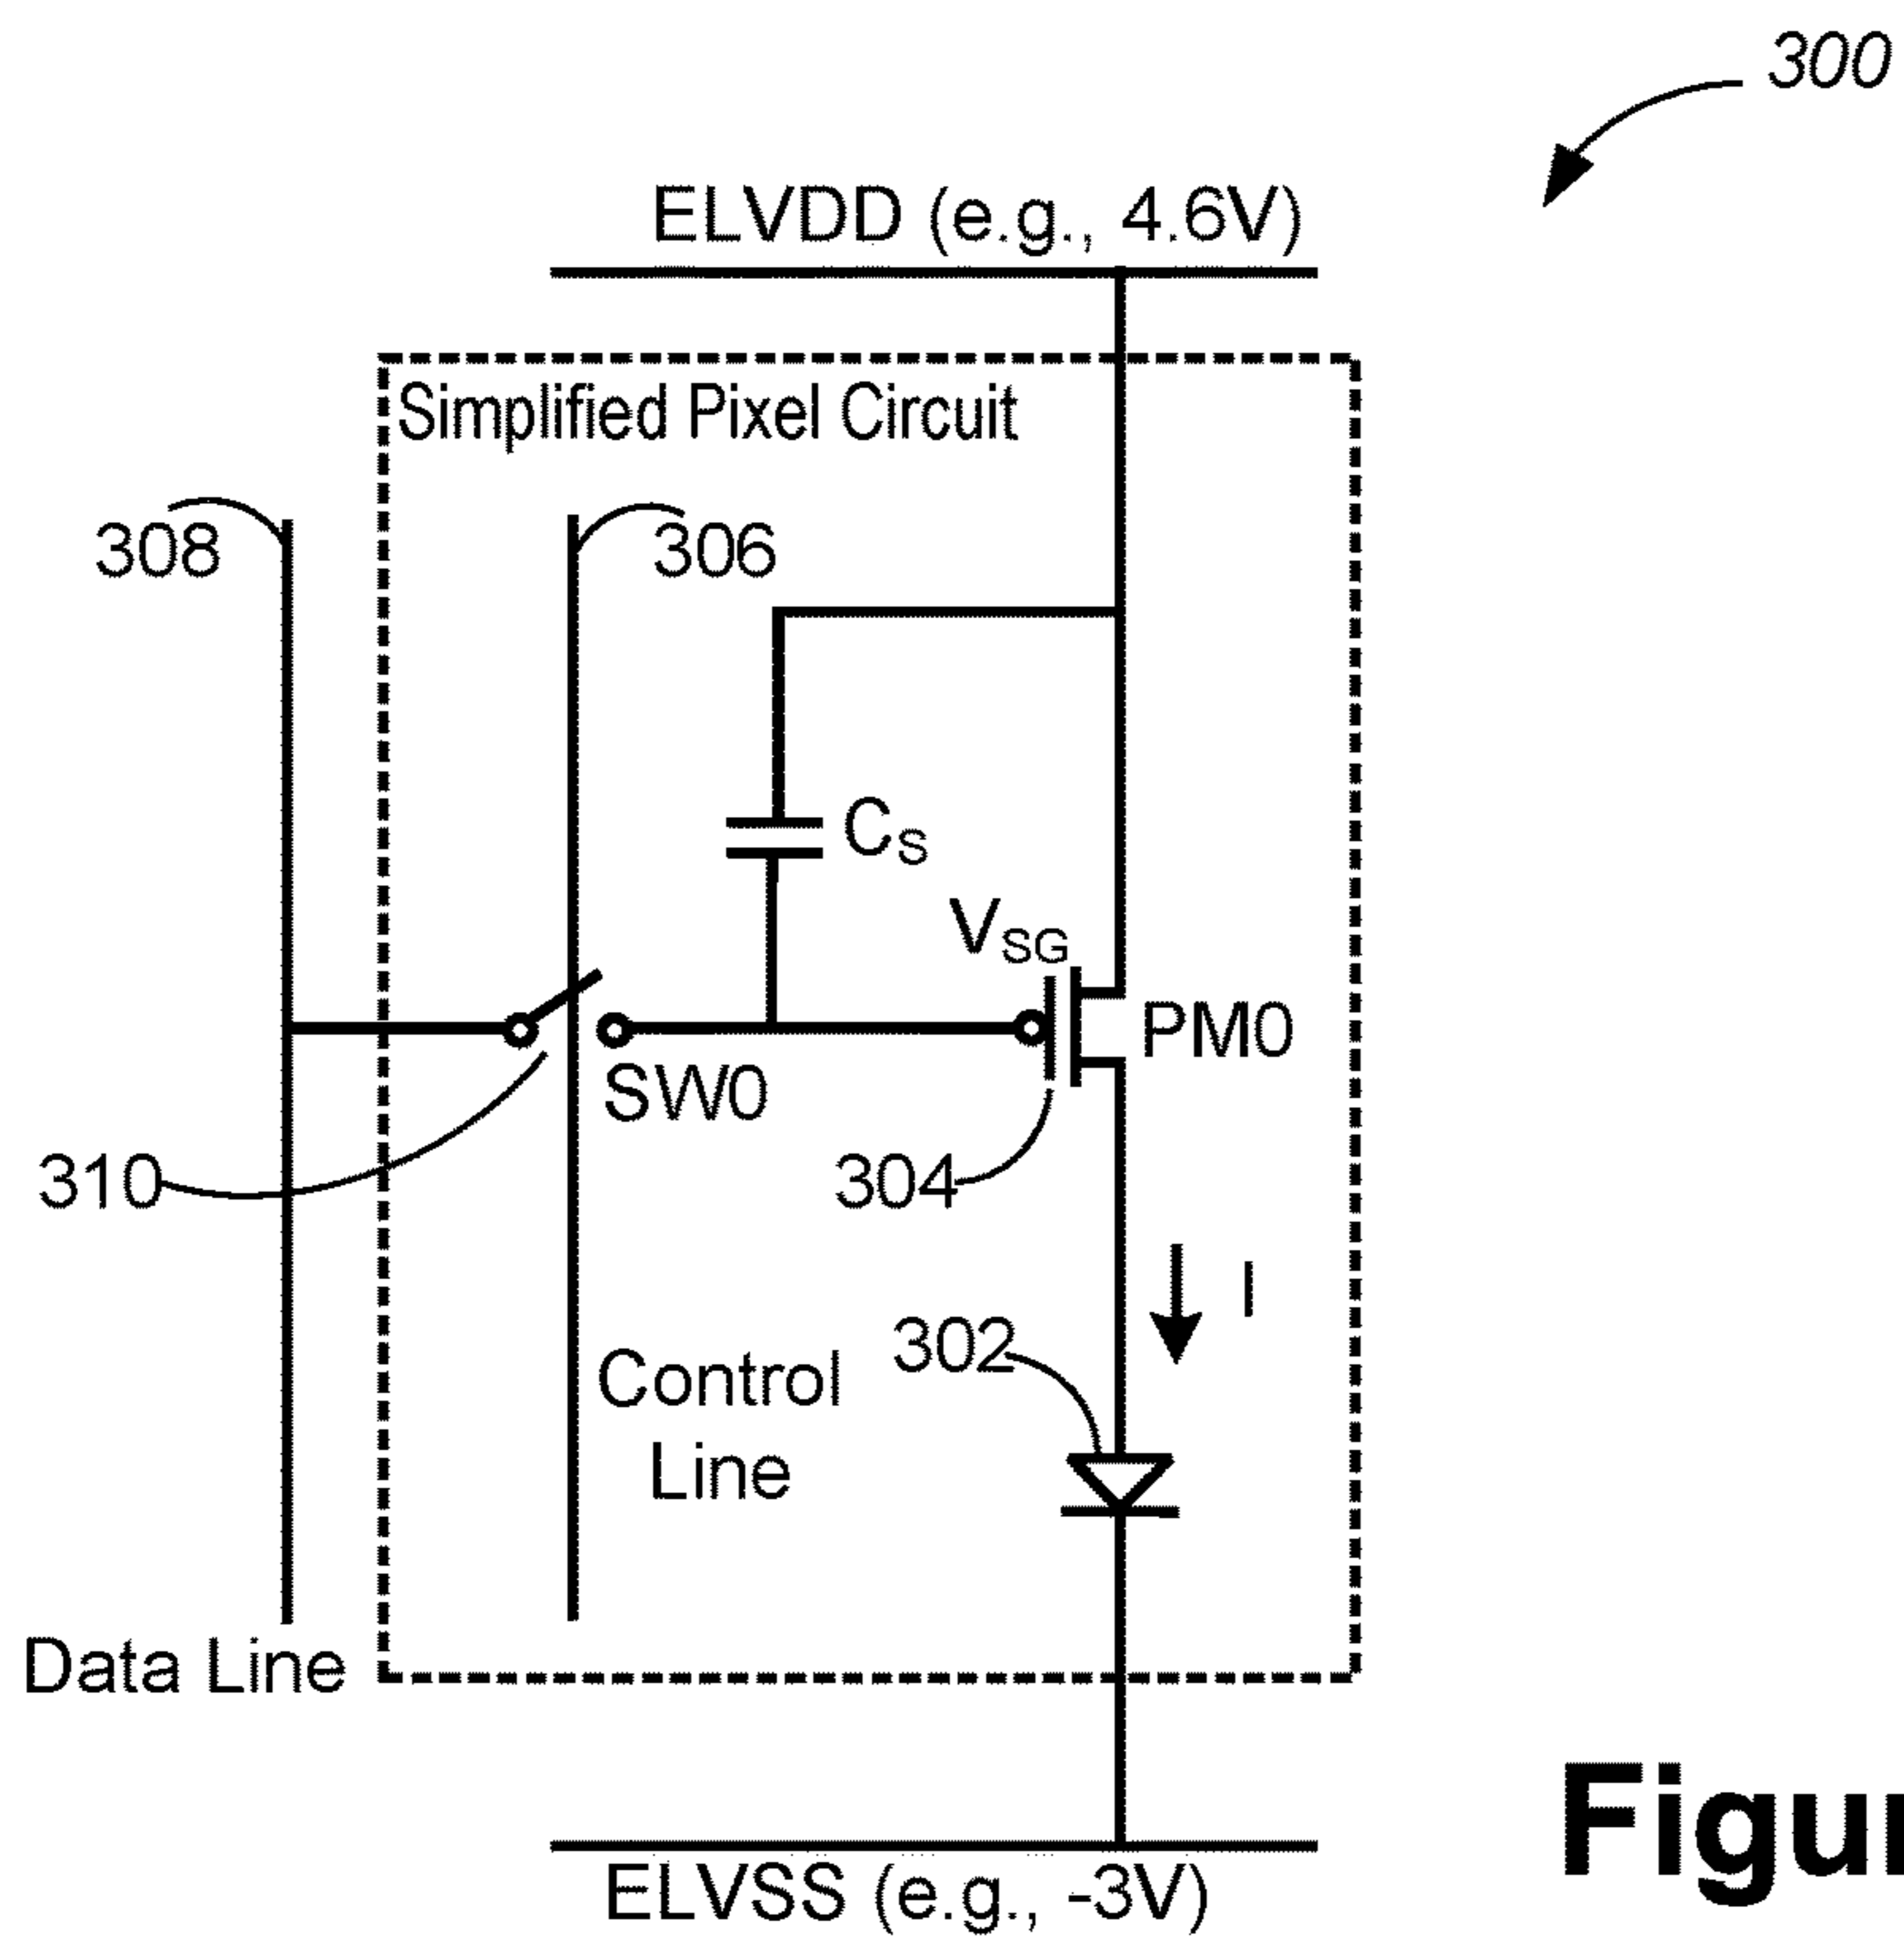 300
ELVDD (e.g., 4.6V)
Simplified Pixel Circuit
308
306
CS
VSG
PM0
SW0
310
304
I
302
Control
Line
Data Line
ELVSS (e.g., -3V)